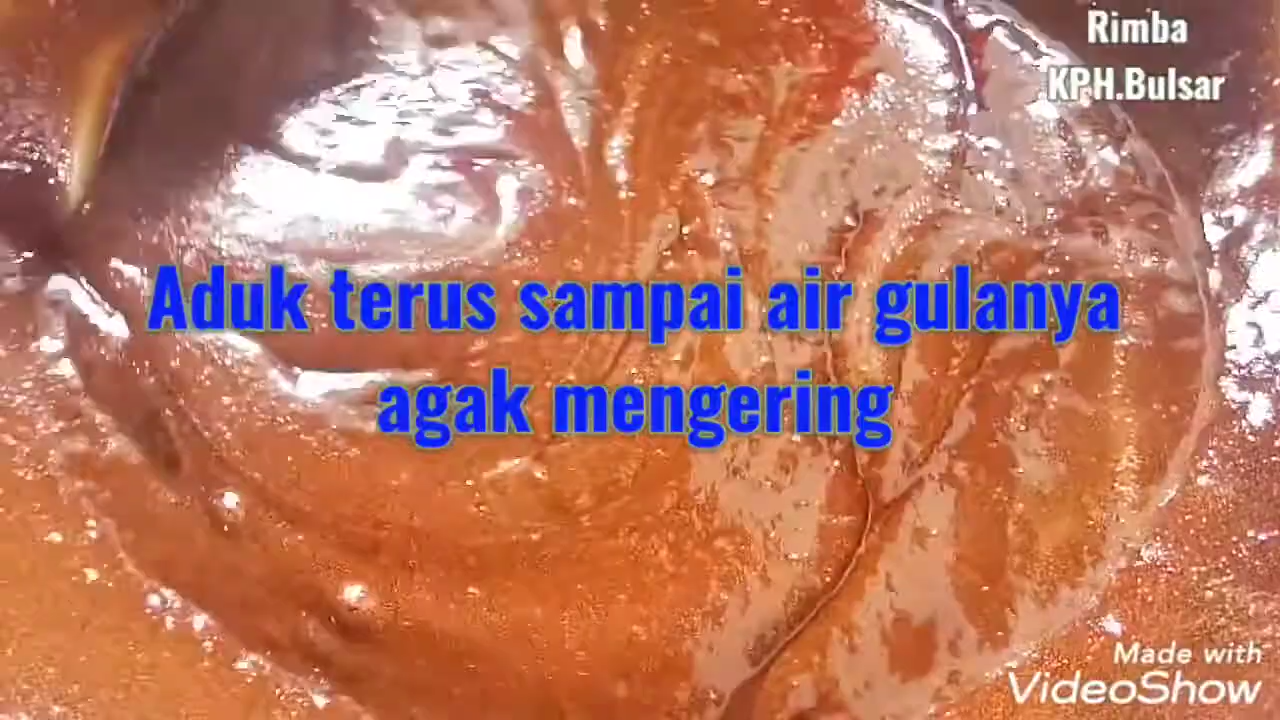 Rimba
KPH.Bulsar
Aduk terus sampai air gulanya
agak mengering
Made with
VideoShow